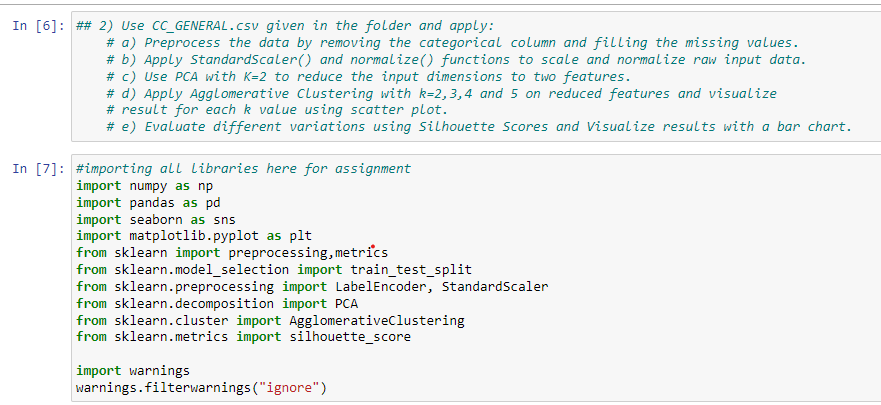 In [6]: ## 2) Use CC_GENERAL.csv given in the folder and apply:
# a) Preprocess the data by removing the categorical column and filling the missing values.
# b) Apply StandardScaler() and normalize() functions to scale and normalize raw input data.
# c) Use PCA with K=2 to reduce the input dimensions to two features.
# d) Apply Agglomerative Clustering with k=2,3,4 and 5 on reduced features and visualize
# result for each k value using scatter plot.
# e) Evaluate different variations using Silhouette Scores and Visualize results with a bar chart.
In [7]: #importing all libraries here for assignment
import numpy as np
import pandas as pd
import seaborn as sns
import matplotlib.pyplot as plt
from sklearn import preprocessing,metrics
from sklearn.model_selection import train_test_split
from sklearn.preprocessing import LabelEncoder, StandardScaler
from sklearn.decomposition import PCA
from sklearn.cluster import AgglomerativeClustering
from sklearn.metrics import silhouette_score
import warnings
warnings.filterwarnings("ignore")